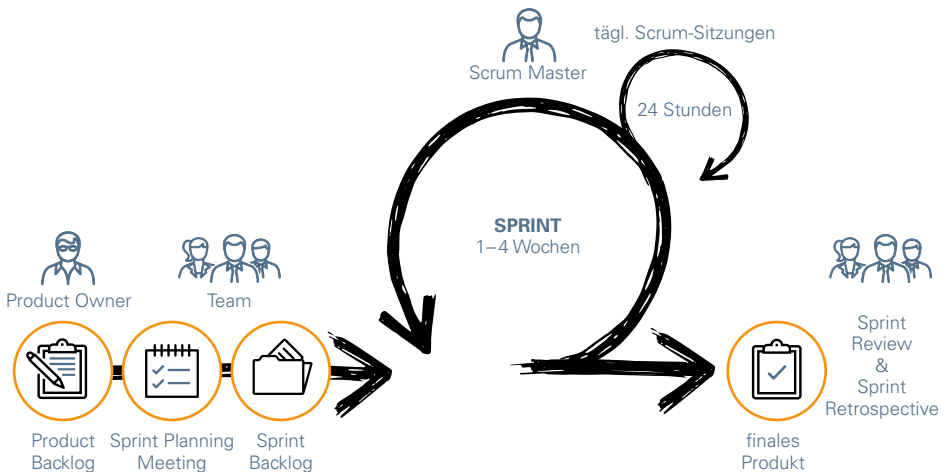 tägl. Scrum-Sitzungen
Scrum Master
24 Stunden
SPRINT
1–4 Wochen
Product Owner
Team
Product
Backlog
Sprint Planning
Meeting
Sprint
Backlog
finales
Produkt
Sprint
Review
&
Sprint
Retrospective